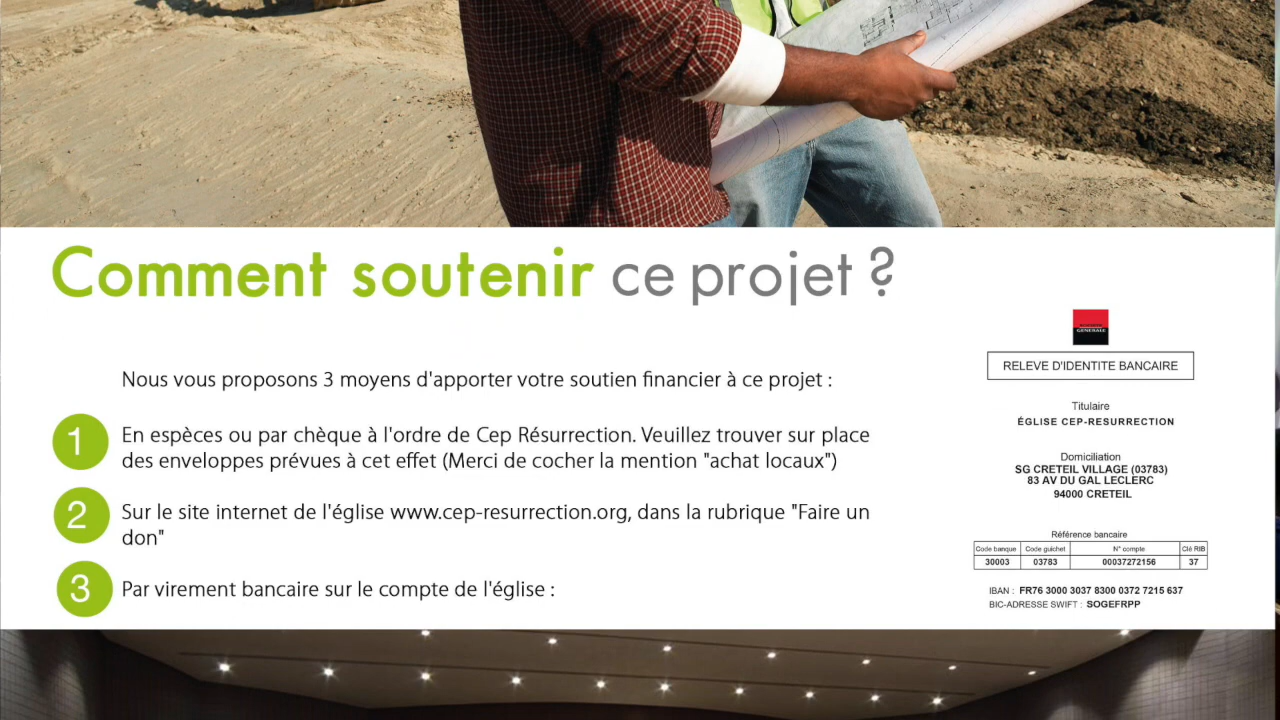 Comment soutenir ce projet ?
Nous vous proposons 3 moyens d'apporter votre soutien financier à ce projet :
1
En espèces ou par chèque à l'ordre de Cep Résurrection. Veuillez trouver sur place
des enveloppes prévues à cet effet (Merci de cocher la mention "achat locaux")
2
Sur le site internet de l'église www.cep-resurrection.org, dans la rubrique "Faire un
don"
3
Par virement bancaire sur le compte de l'église :
GENERALE
RELEVE D'IDENTITE BANCAIRE
Titulaire
ÉGLISE CEP-RESURRECTION
Domiciliation
SG CRETEIL VILLAGE (03783)
83 AV DU GAL LECLERC
94000 CRETEIL
Référence bancaire
Code banque Code guichet N° compte Clé RIB
30003 03783 00037272156 37
IBAN : FR76 3000 3037 8300 0372 7215 637
BIC-ADRESSE SWIFT : SOGEFRPP